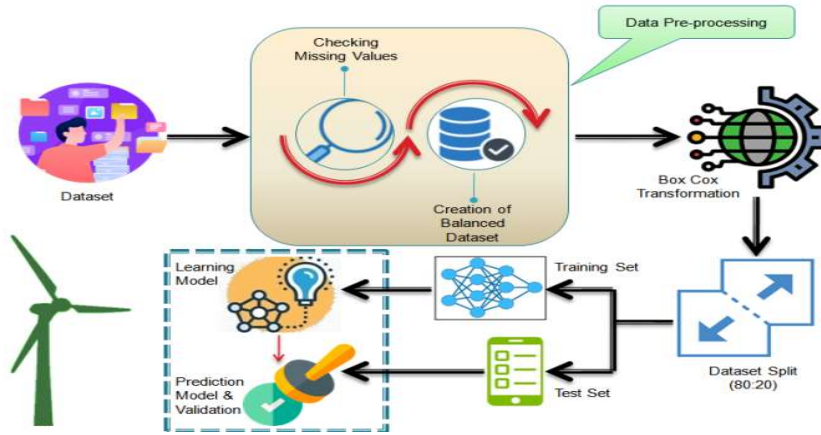 Data Pre-processing
Checking
Missing Values
Dataset
Creation of
Balanced
Dataset
Box Cox
Transformation
Learning
Model
Training Set
Prediction
Model &
Validation
Test Set
Dataset Split
(80:20)